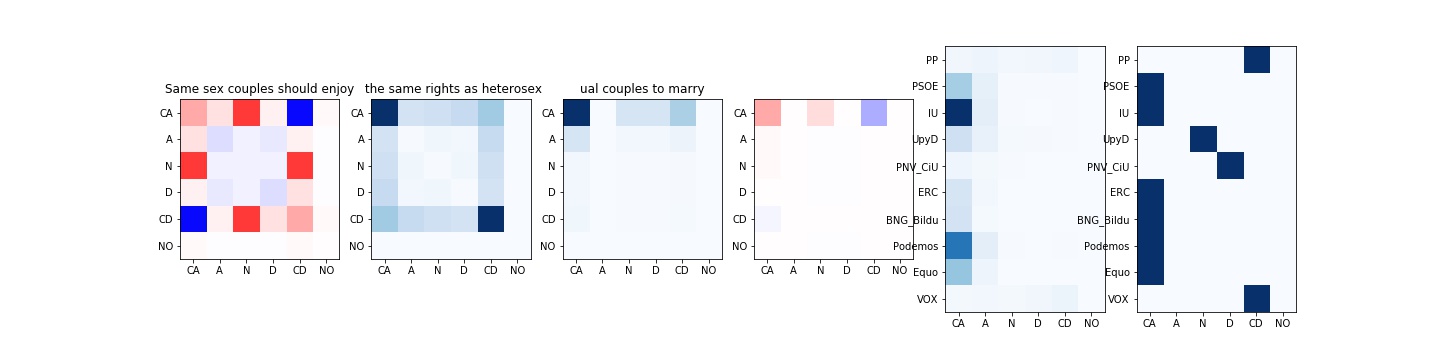 Same sex couples should enjoy the same rights as heterosex ual couples to marry
CA
A
N
D
CD
NO
CA A N D CD NO
CA
A
N
D
CD
NO
CA A N D CD NO
CA
A
N
D
CD
NO
CA A N D CD NO
CA
A
N
D
CD
NO
CA A N D CD NO
PP
PSOE
IU
UpyD
PNV_CiU
ERC
BNG_Bildu
Podemos
Equo
VOX
CA A N D CD NO
PP
PSOE
IU
UpyD
PNV_CiU
ERC
BNG_Bildu
Podemos
Equo
VOX
CA A N D CD NO